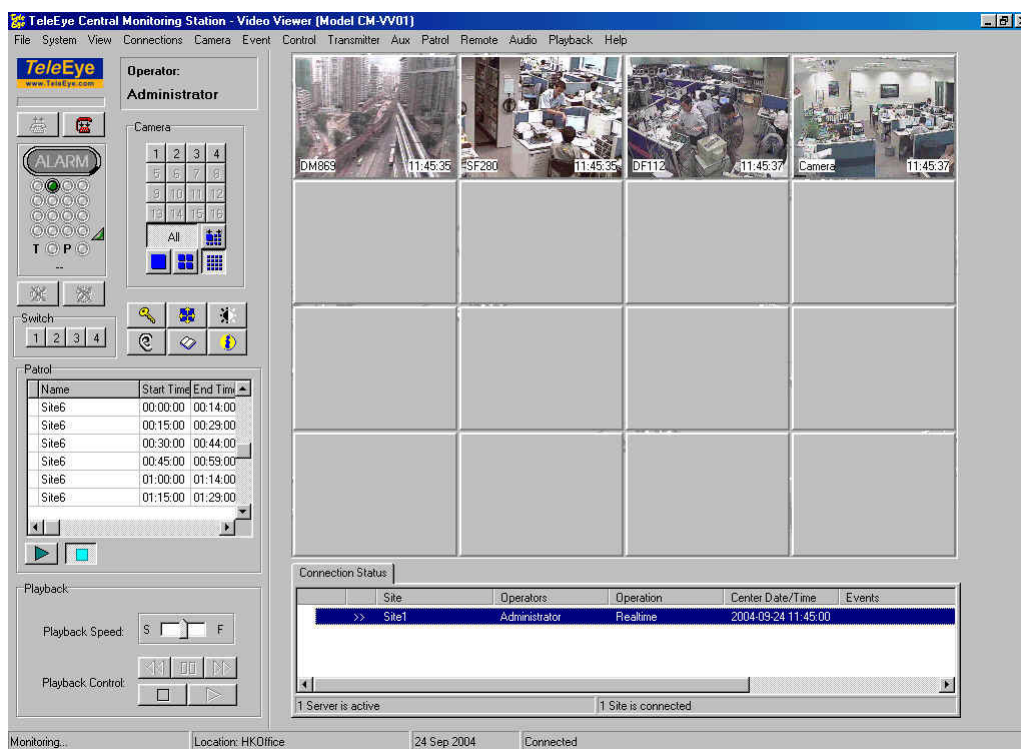 TeleEye Central Monitoring Station - Video Viewer (Model CM-VV01)
File System View Connections Camera Event Control Transmitter Aux Patrol Remote Audio Playback Help
TeleEye
www.TeleEye.com
Operator:
Administrator
ALARM
T P
--
Camera
1 2 3 4
5 6 7 8
9 10 11 12
13 14 15 16
All
Switch
1 2 3 4
DM869 11:45:35
SF280 11:45:35
DF112 11:45:37
Camera 11:45:37
Patrol
Name Start Time End Time
Site6 00:00:00 00:14:00
Site6 00:15:00 00:29:00
Site6 00:30:00 00:44:00
Site6 00:45:00 00:59:00
Site6 01:00:00 01:14:00
Site6 01:15:00 01:29:00
Playback
Playback Speed: S F
Playback Control:
Connection Status
Site Operators Operation Center Date/Time Events
>> Site1 Administrator Realtime 2004-09-24 11:45:00
1 Server is active 1 Site is connected
Monitoring... Location: HKOffice 24 Sep 2004 Connected